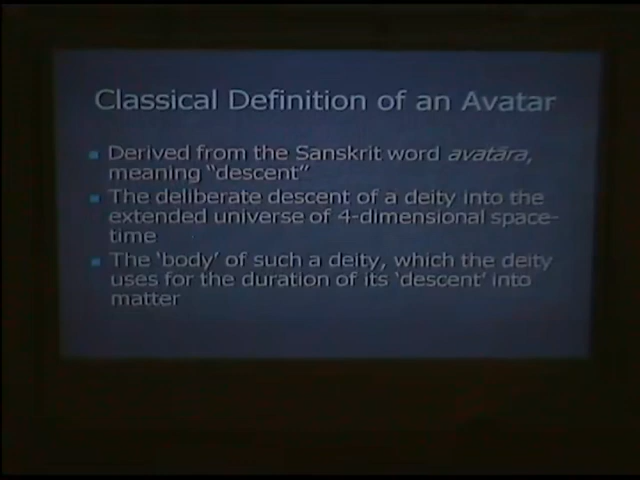 Classical Definition of an Avatar
Derived from the Sanskrit word avatāra,
meaning "descent"
The deliberate descent of a deity into the
extended universe of 4-dimensional space-
time
The 'body' of such a deity, which the deity
uses for the duration of its 'descent' into
matter